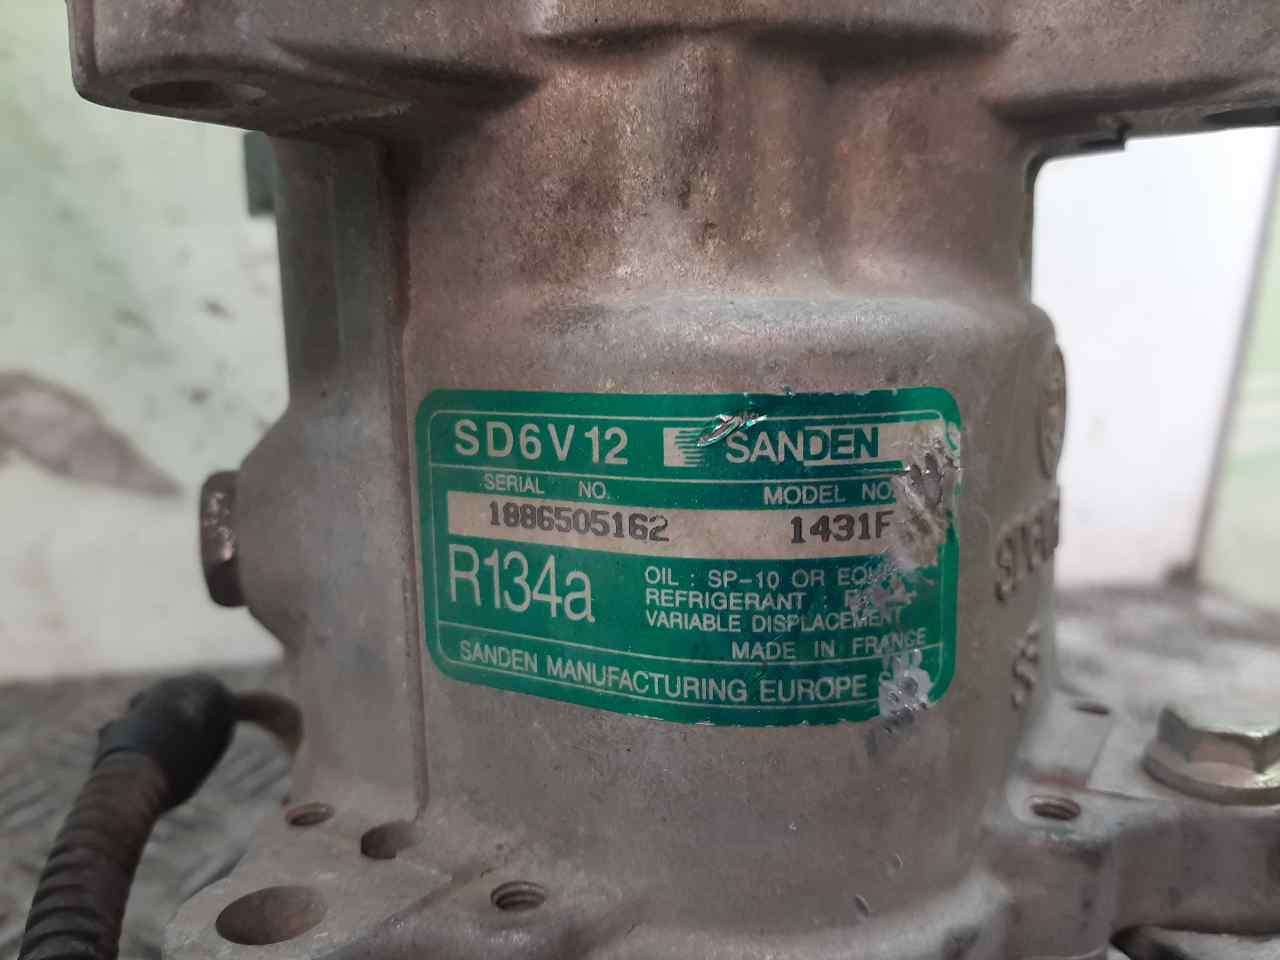 SD6V12 SANDEN
SERIAL NO. MODEL NO.
1886505162 1431F
R134a
OIL : SP-10 OR
REFRIGERANT :
VARIABLE DISPLACEMENT
MADE IN FRANCE
SANDEN MANUFACTURING EUROPE